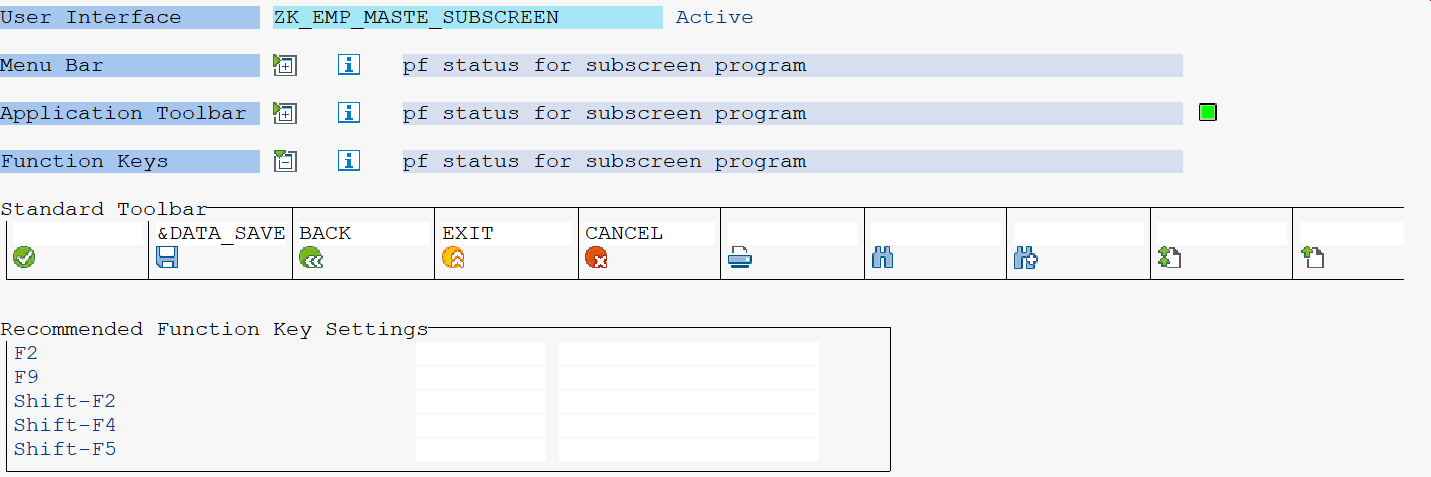 User Interface ZK_EMP_MASTE_SUBSCREEN Active
Menu Bar pf status for subscreen program
Application Toolbar pf status for subscreen program
Function Keys pf status for subscreen program
Standard Toolbar
&DATA_SAVE BACK EXIT CANCEL
Recommended Function Key Settings
F2
F9
Shift-F2
Shift-F4
Shift-F5